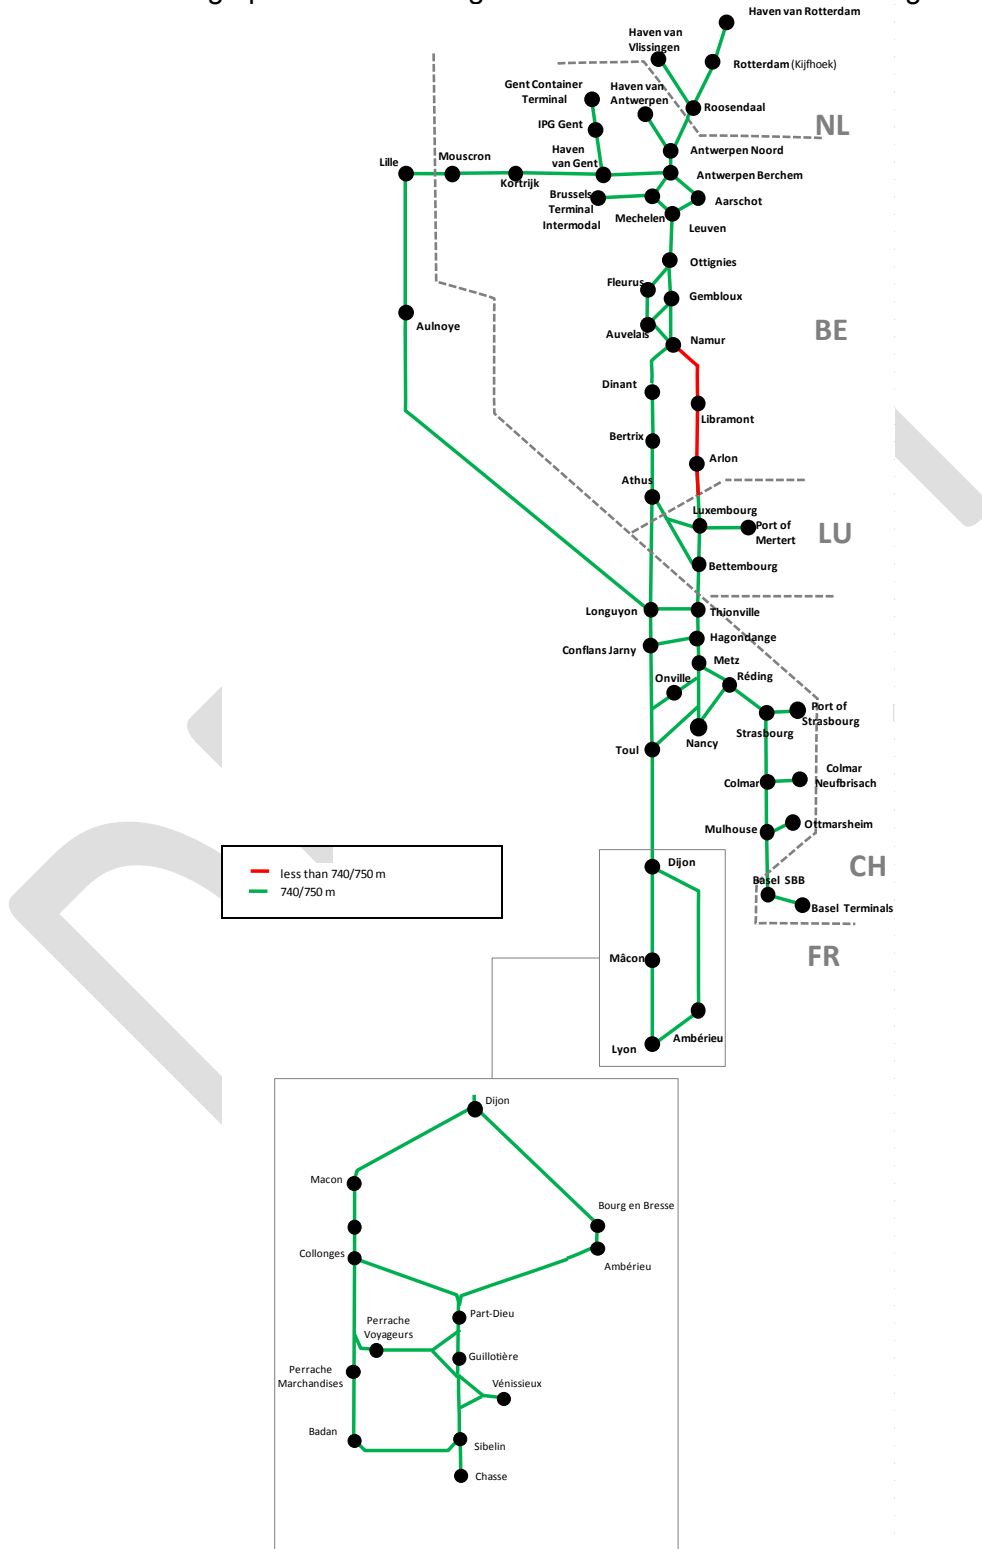 Haven van Rotterdam
Haven van
Vlissingen
Rotterdam (Kijfhoek)
Gent Container
Terminal
Haven van
Antwerpen
Roosendaal
NL
IPG Gent
Antwerpen Noord
Haven
van Gent
Lille
Mouscron
Kortrijk
Antwerpen Berchem
Brussels
Terminal
Intermodal
Aarschot
Mechelen
Leuven
Ottignies
Fleurus
Gembloux
Aulnoye
Auvelais
BE
Namur
Dinant
Libramont
Bertrix
Arlon
Athus
Luxembourg
Port of
Mertert
LU
Bettembourg
Longuyon
Thionville
Hagondange
Conflans Jarny
Metz
Onville
Réding
Port of
Strasbourg
Strasbourg
Nancy
Toul
Colmar
Colmar
Neufbrisach
Mulhouse
Ottmarsheim
less than 740/750 m
740/750 m
Dijon
CH
Basel SBB
Basel Terminals
FR
Mâcon
Ambérieu
Lyon
Dijon
Macon
Bourg en Bresse
Collonges
Ambérieu
Part-Dieu
Perrache
Voyageurs
Guillotière
Perrache
Marchandises
Vénissieux
Badan
Sibelin
Chasse